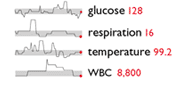 glucose 128
respiration 16
temperature 99.2
WBC 8,800